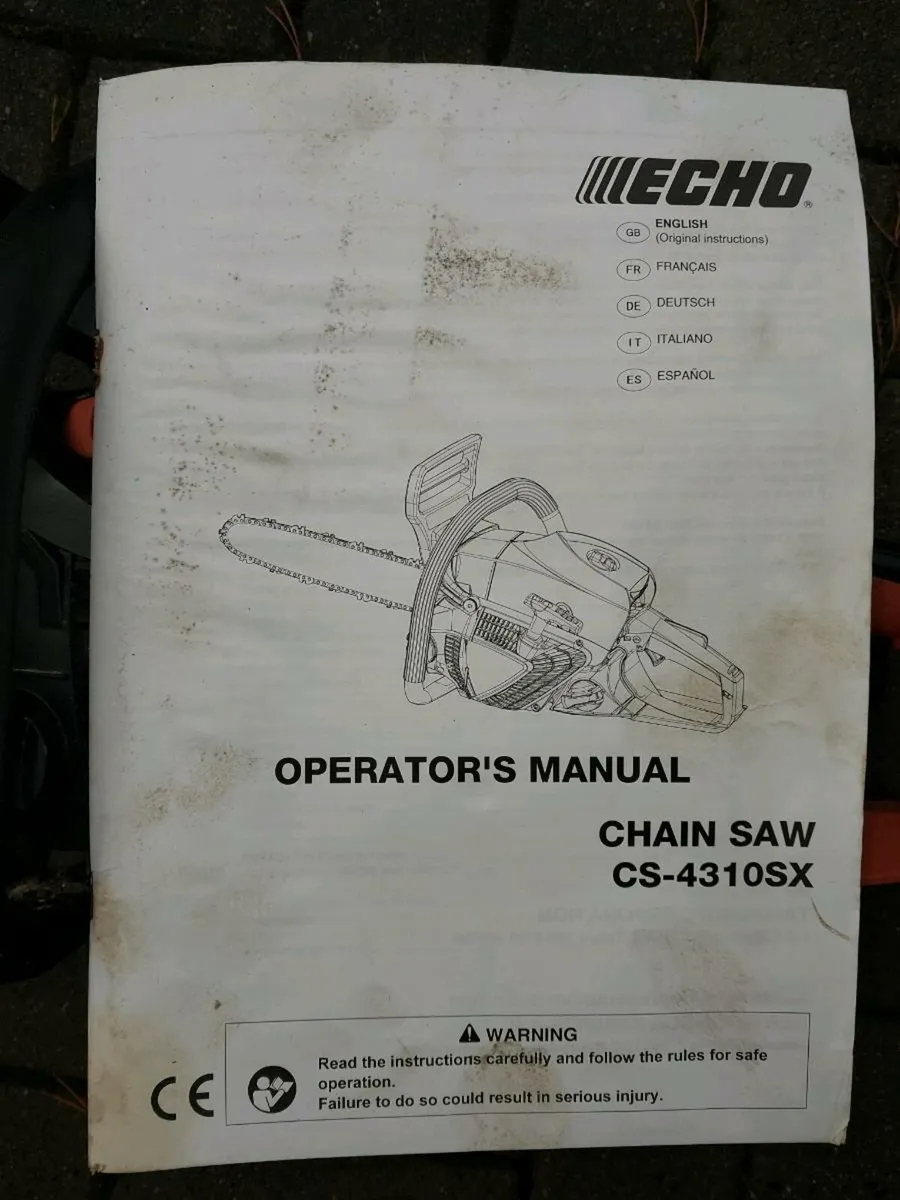 ECHO®
GB ENGLISH
(Original instructions)
FR FRANÇAIS
DE DEUTSCH
IT ITALIANO
ES ESPAÑOL
OPERATOR'S MANUAL
CHAIN SAW
CS-4310SX
WARNING
Read the instructions carefully and follow the rules for safe
operation.
Failure to do so could result in serious injury.
CE